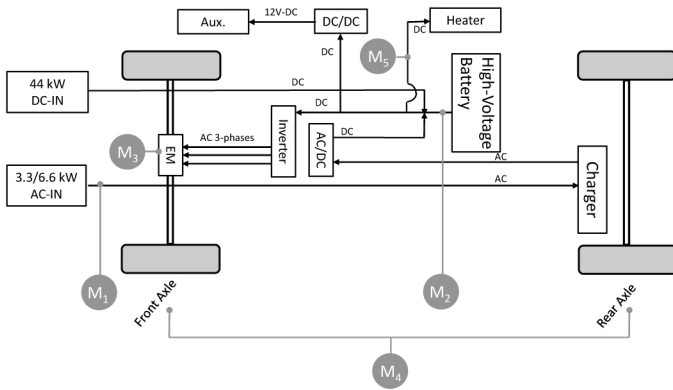 12V-DC
Aux.
DC/DC
DC
Heater
DC
M5
44 kW
DC-IN
DC
High-Voltage
Battery
DC
Inverter
AC/DC
DC
AC 3-phases
EM
M3
AC
3.3/6.6 kW
AC-IN
AC
Charger
M1
M2
Front Axle
Rear Axle
M4